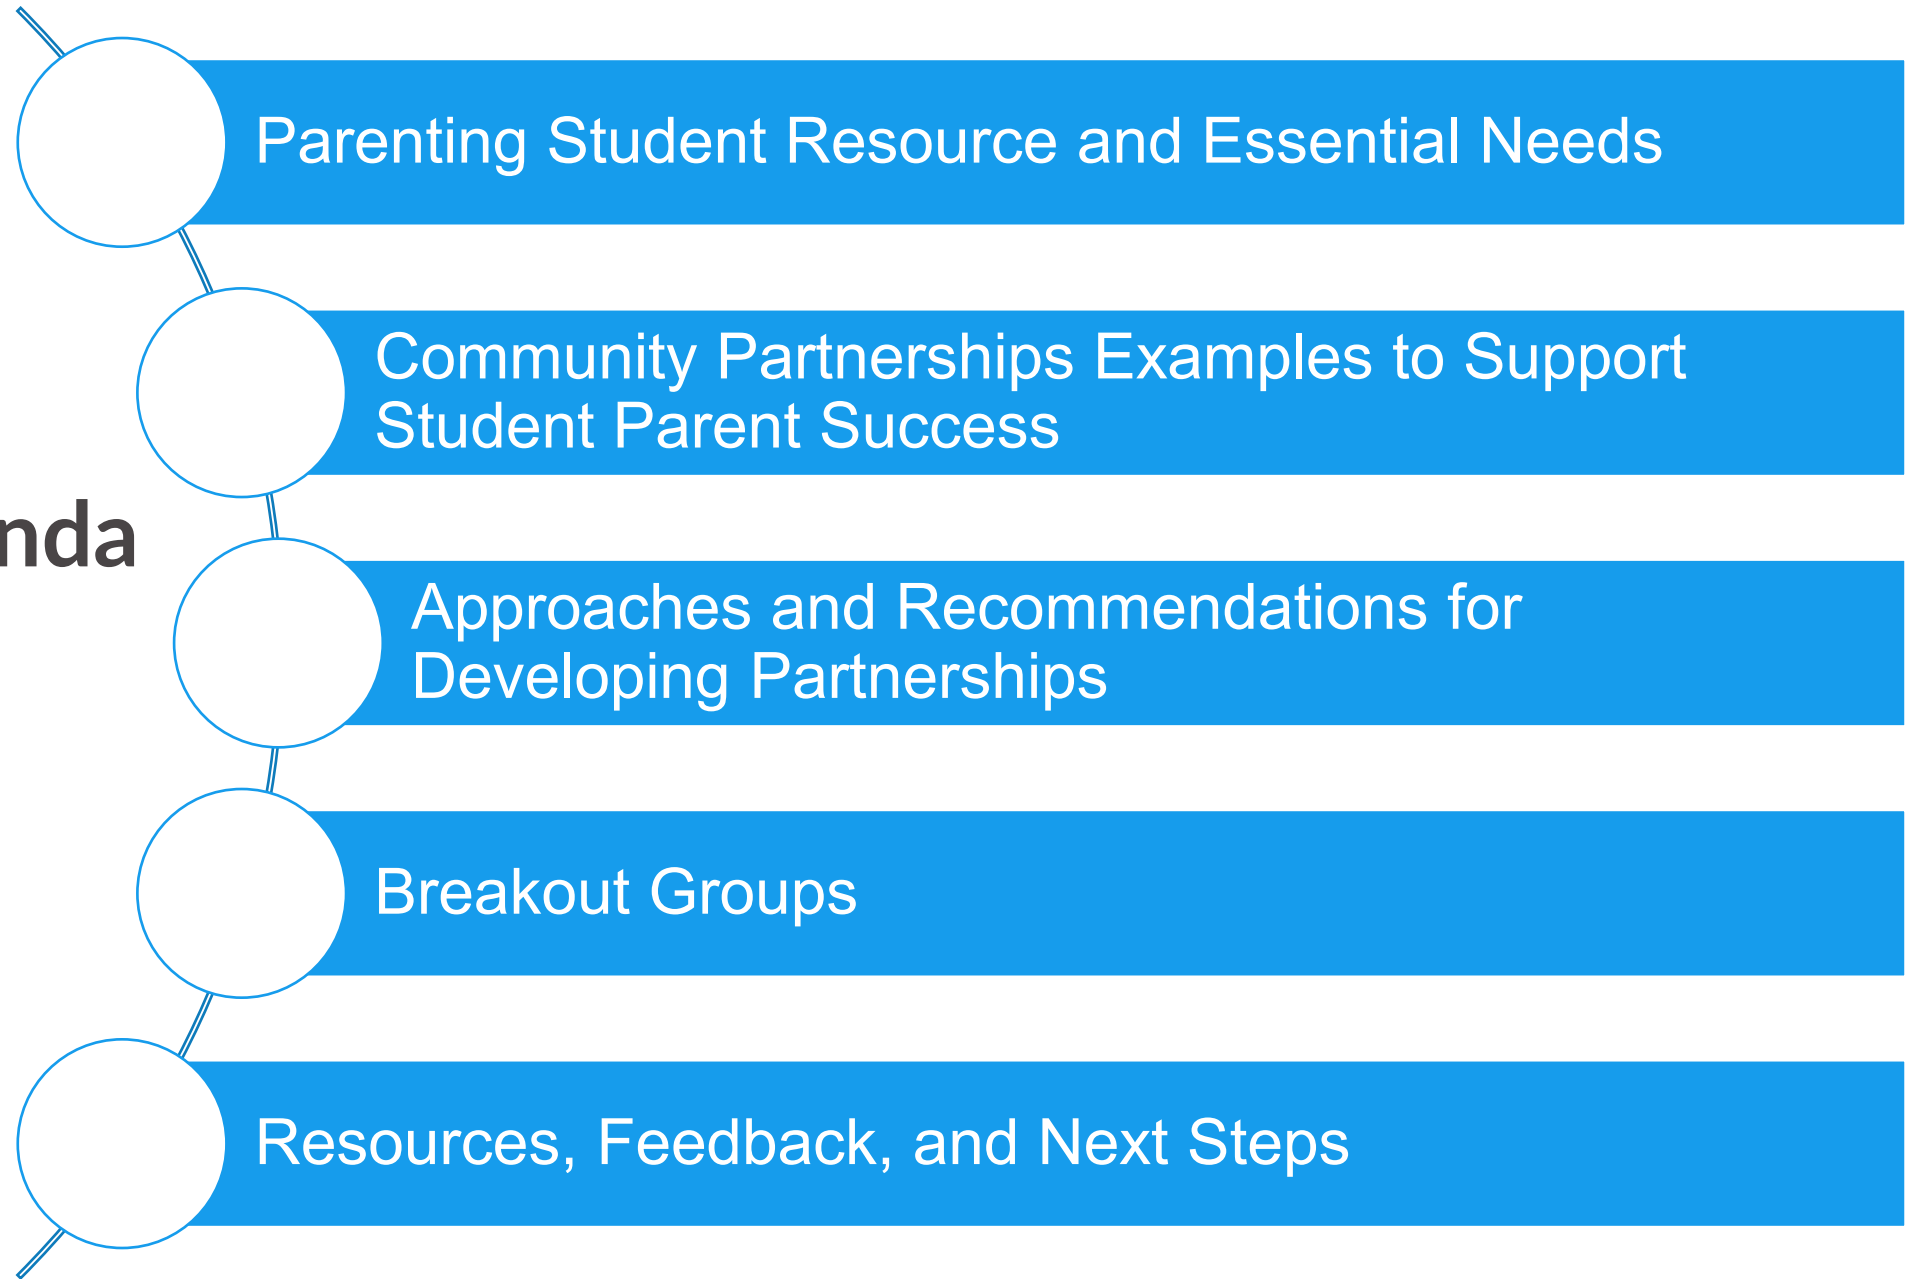 Parenting Student Resource and Essential Needs
Community Partnerships Examples to Support
Student Parent Success
nda
Approaches and Recommendations for
Developing Partnerships
Breakout Groups
Resources, Feedback, and Next Steps